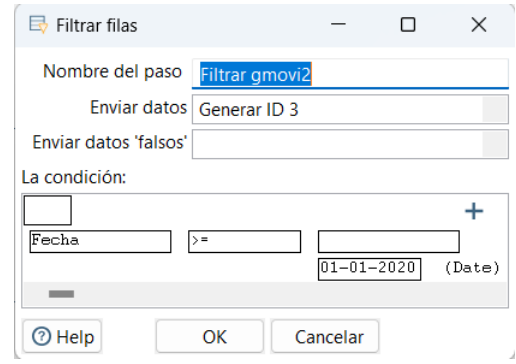 Filtrar filas
Nombre del paso Filtrar gmovi2
Enviar datos Generar ID 3
Enviar datos 'falsos'
La condición:
Fecha >=
01-01-2020 (Date)
Help OK Cancelar